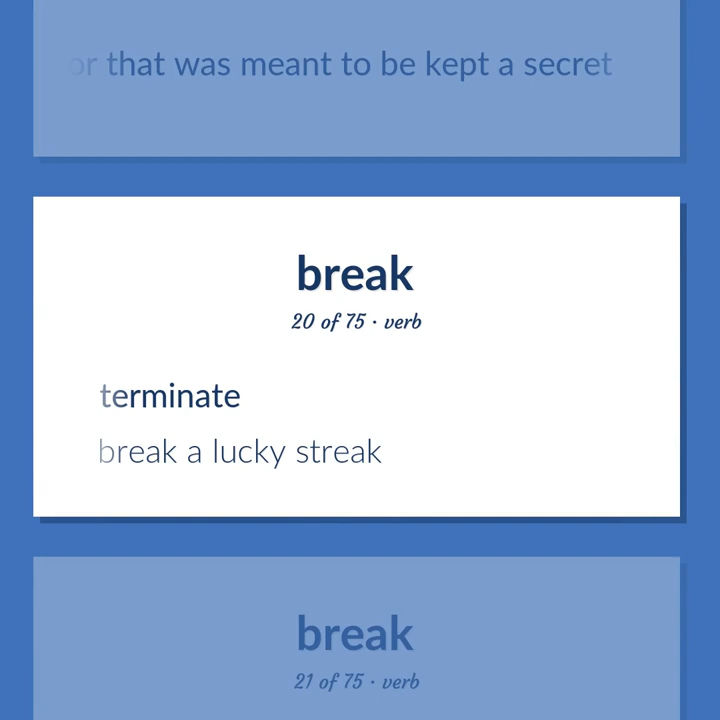 or that was meant to be kept a secret
break
20 of 75 · verb
terminate
break a lucky streak
break
21 of 75 · verb